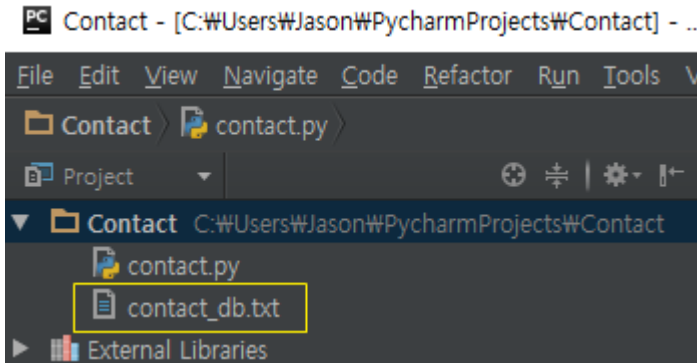 PC Contact - [C:₩Users₩Jason₩PycharmProjects₩Contact] - ...
File Edit View Navigate Code Refactor Run Tools V
Contact contact.py
Project
Contact C:₩Users₩Jason₩PycharmProjects₩Contact
contact.py
contact_db.txt
External Libraries